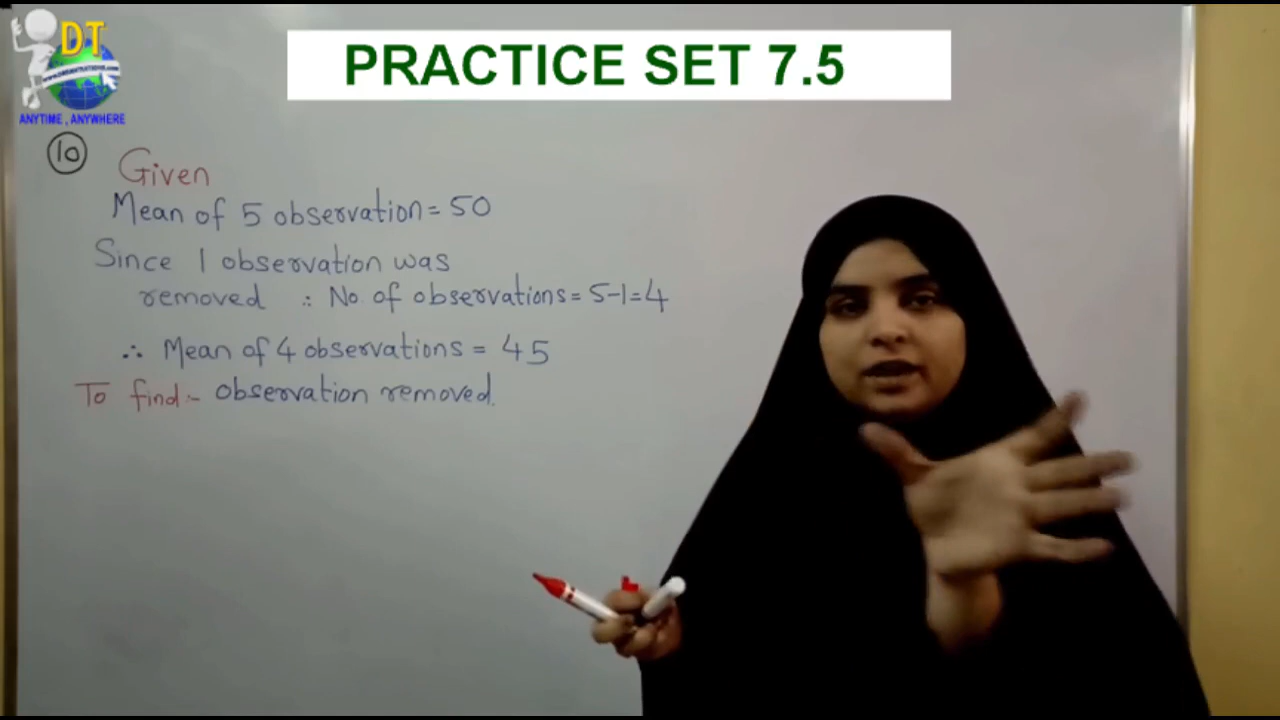 DT
ANYTIME , ANYWHERE
PRACTICE SET 7.5
10
Given
Mean of 5 observation = 50
Since 1 observation was
removed ∴ No. of observations = 5-1=4
∴ Mean of 4 observations = 45
To find:- observation removed.